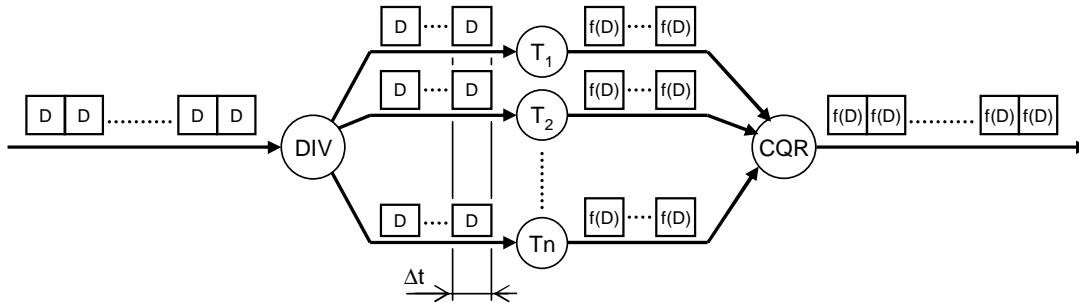 D ..... D
f(D) ..... f(D)
T1
D ..... D
f(D) ..... f(D)
D D .......... D D
T2
f(D) f(D) .......... f(D) f(D)
DIV
CQR
D ..... D
f(D) ..... f(D)
Tn
Δt